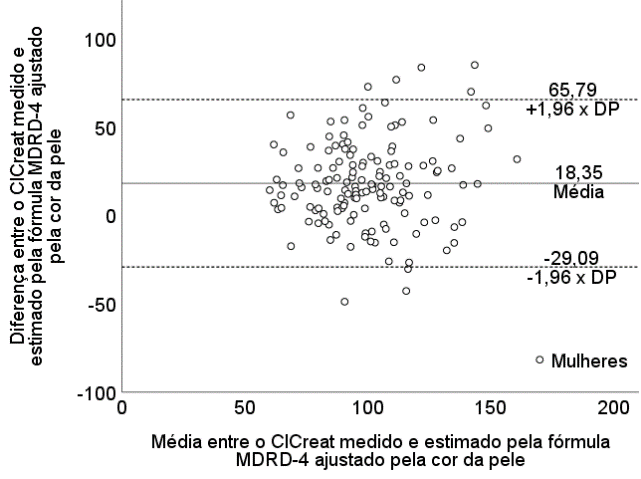 Diferença entre o ClCreat medido e
estimado pela fórmula MDRD-4 ajustado
pela cor da pele
100
50
0
-50
-100
65,79
+1,96 x DP
18,35
Média
-29,09
-1,96 x DP
Mulheres
0
50
100
150
200
Média entre o ClCreat medido e estimado pela fórmula
MDRD-4 ajustado pela cor da pele